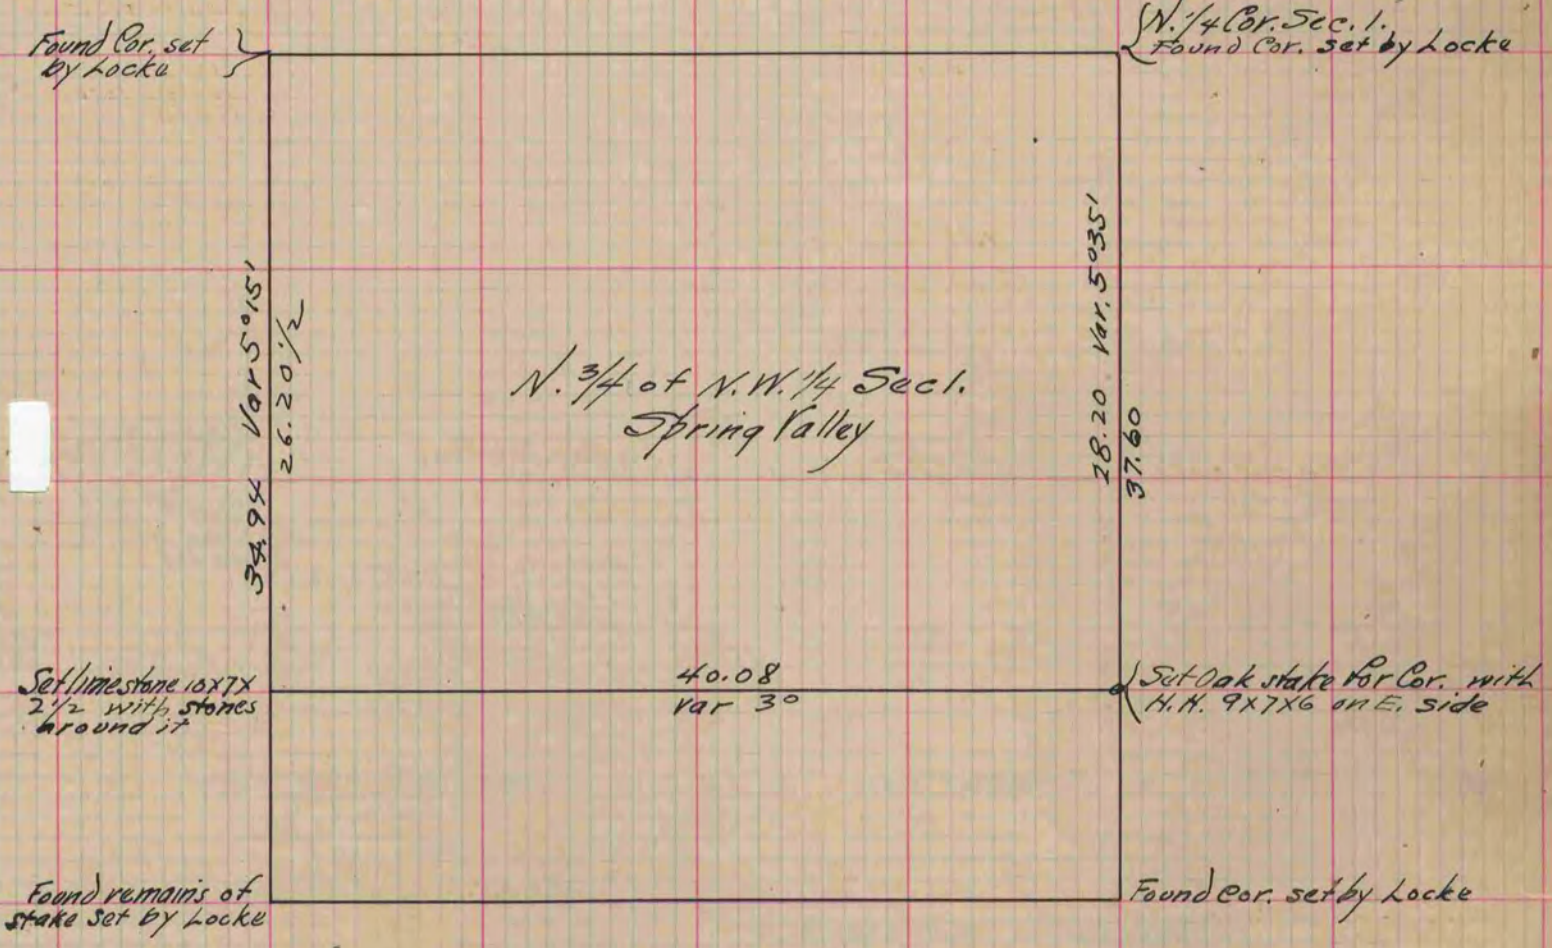 Found Cor. set
by Locke
N. 1/4 Cor. Sec. 1.
Found Cor. set by Locke
34.94 Var 5°15'
26.20 1/2
N. 3/4 of N.W. 1/4 Sec 1.
Spring Valley
28.20 Var. 5°35'
37.60
Set limestone 10X7X
2 1/2 with stones
around it
40.08
Var 3°
Set Oak stake for Cor. with
H.H. 9X7X6 on E. side
Found remains of
stake set by Locke
Found Cor. set by Locke